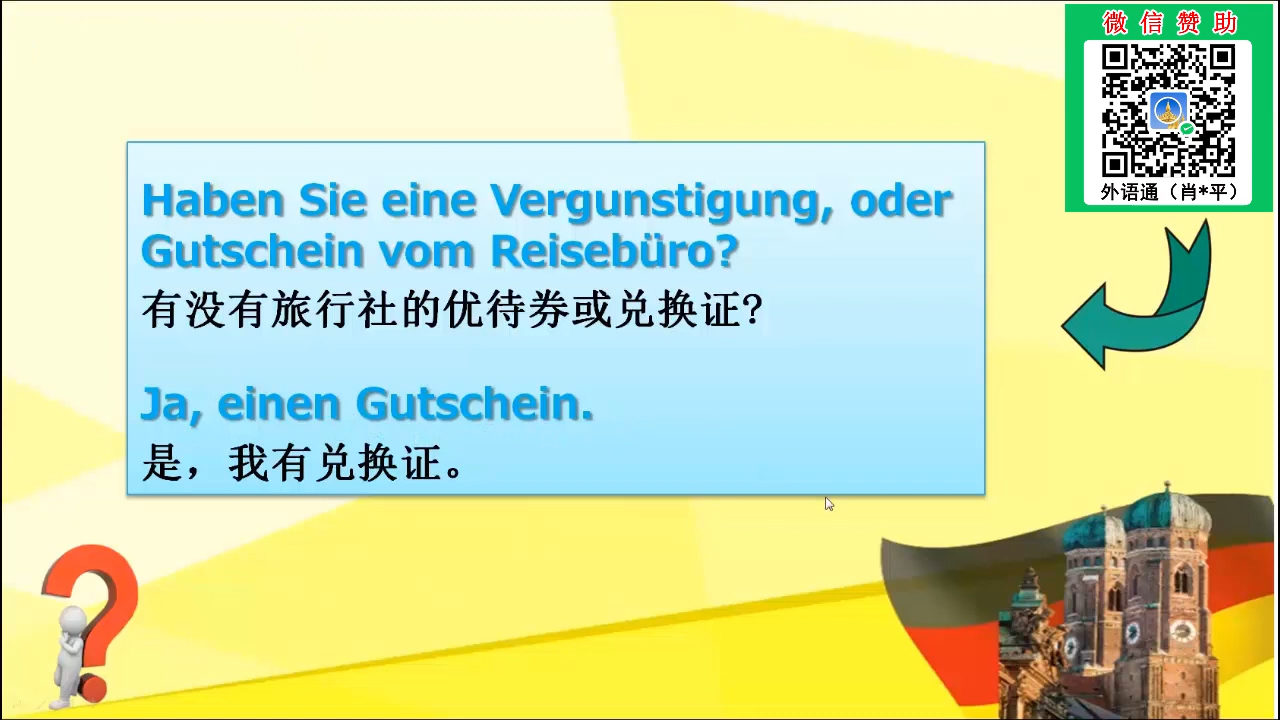 微信赞助
外语通（肖*平）
Haben Sie eine Vergunstigung, oder
Gutschein vom Reisebüro?
有没有旅行社的优待券或兑换证?
Ja, einen Gutschein.
是，我有兑换证。